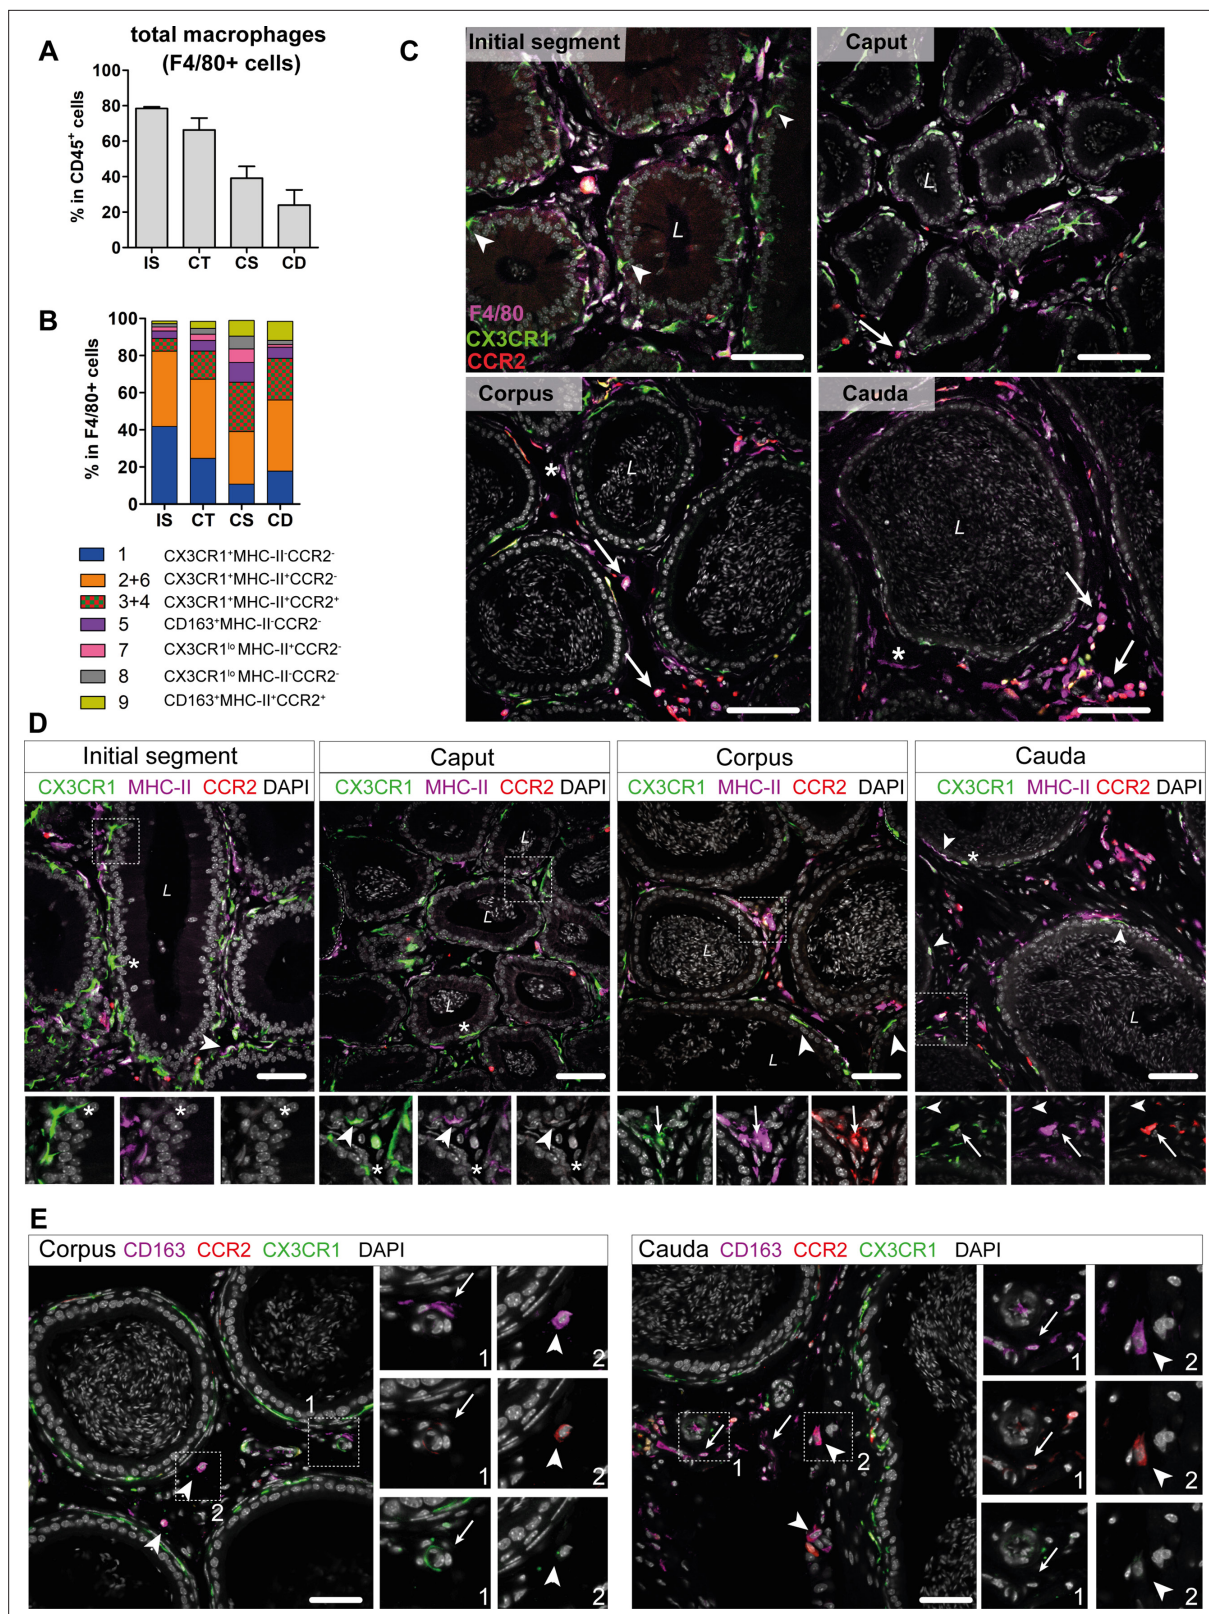 A
total macrophages
(F4/80+ cells)
% in CD45⁺ cells
100
80
60
40
20
0
IS CT CS CD
B
% in F4/80+ cells
100
80
60
40
20
0
IS CT CS CD
1 CX3CR1⁺MHC-II⁻CCR2⁻
2+6 CX3CR1⁺MHC-II⁺CCR2⁻
3+4 CX3CR1⁺MHC-II⁺CCR2⁺
5 CD163⁺MHC-II⁻CCR2⁻
7 CX3CR1ˡᵒ MHC-II⁺CCR2⁻
8 CX3CR1ˡᵒ MHC-II⁻CCR2⁻
9 CD163⁺MHC-II⁺CCR2⁺
C
Initial segment
L
F4/80
CX3CR1
CCR2
Caput
L
Corpus
*
L
Cauda
L
*
D
Initial segment
CX3CR1 MHC-II CCR2 DAPI
L
*
* * *
Caput
CX3CR1 MHC-II CCR2 DAPI
L
L
L
*
* * *
Corpus
CX3CR1 MHC-II CCR2 DAPI
L
L
L
Cauda
CX3CR1 MHC-II CCR2 DAPI
*
L
E
Corpus CD163 CCR2 CX3CR1 DAPI
1
2
1 2
1 2
1 2
Cauda CD163 CCR2 CX3CR1 DAPI
1
2
1 2
1 2
1 2